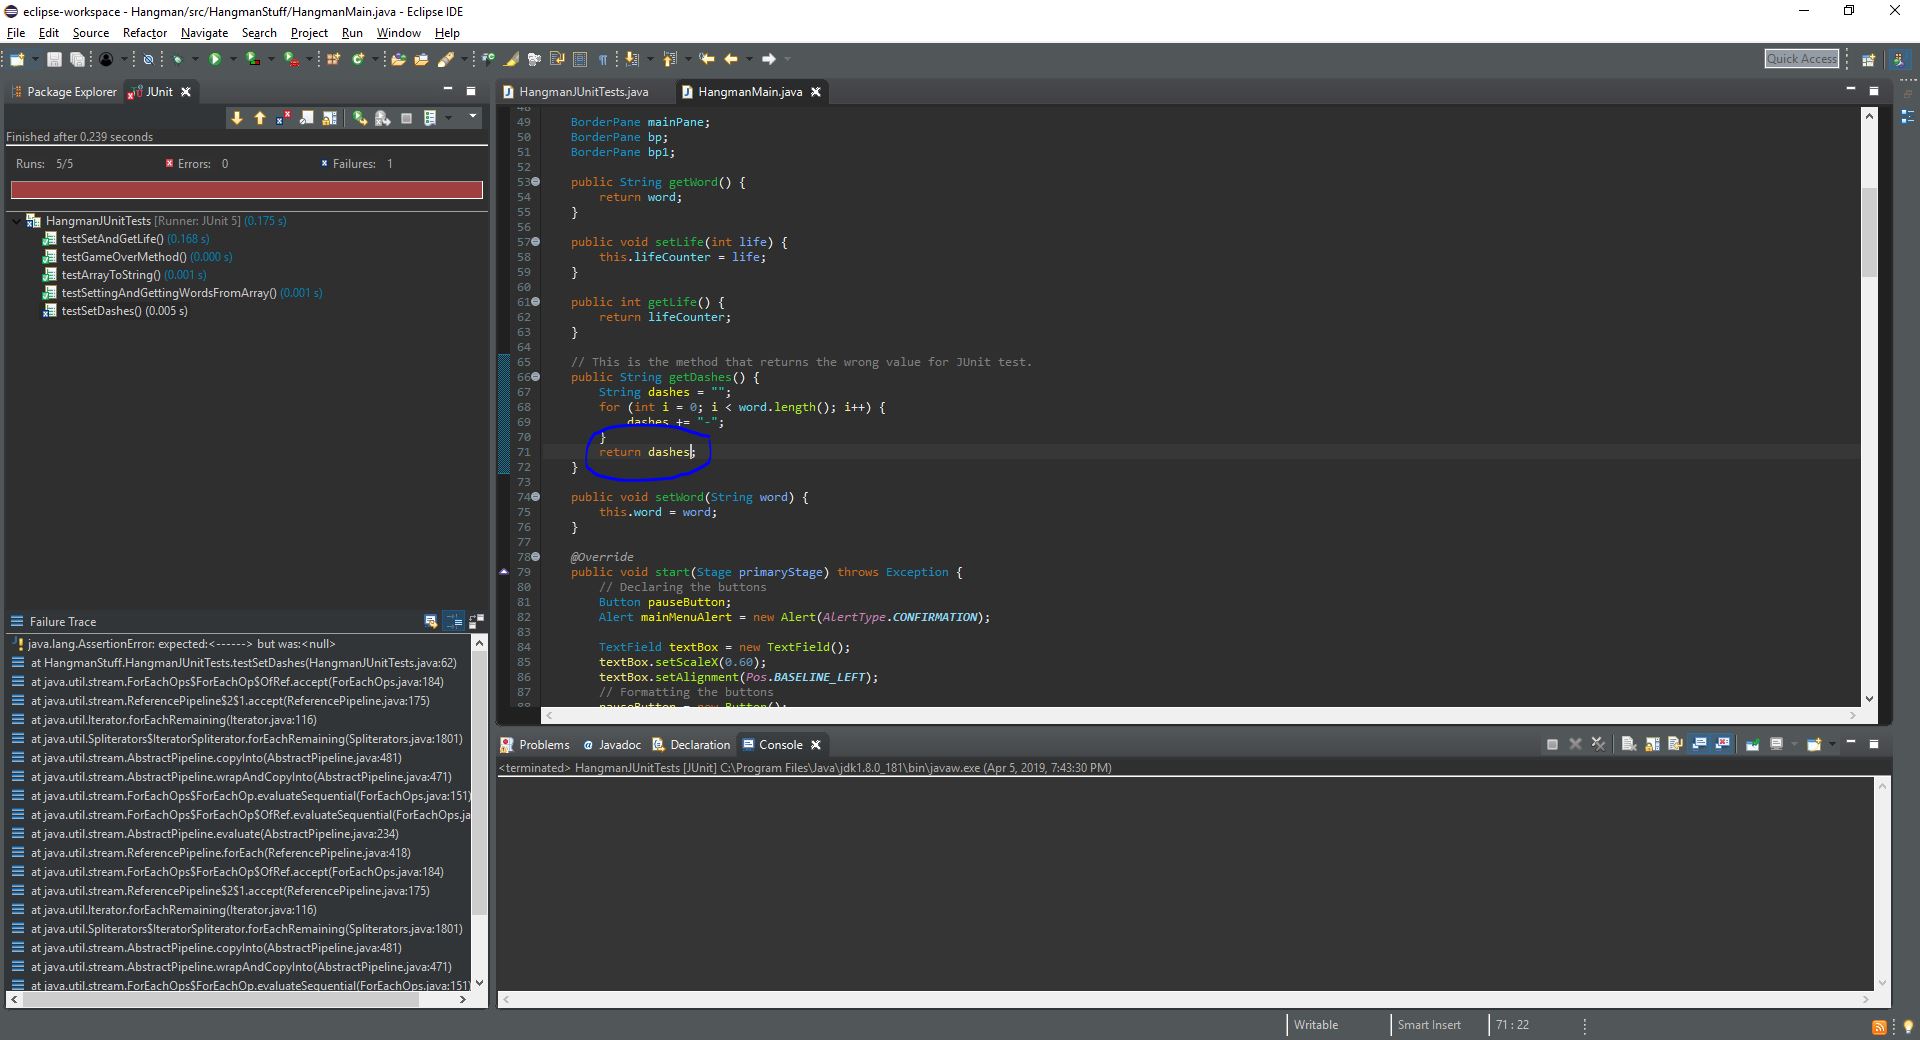 eclipse-workspace - Hangman/src/HangmanStuff/HangmanMain.java - Eclipse IDE
File Edit Source Refactor Navigate Search Project Run Window Help
Quick Access
Package Explorer JUnit
Finished after 0.239 seconds
Runs: 5/5 Errors: 0 Failures: 1
HangmanJUnitTests [Runner: JUnit 5] (0.175 s)
testSetAndGetLife() (0.168 s)
testGameOverMethod() (0.000 s)
testArrayToString() (0.001 s)
testSettingAndGettingWordsFromArray() (0.001 s)
testSetDashes() (0.005 s)
Failure Trace
java.lang.AssertionError: expected:<------> but was:<null>
at HangmanStuff.HangmanJUnitTests.testSetDashes(HangmanJUnitTests.java:62)
at java.util.stream.ForEachOps$ForEachOp$OfRef.accept(ForEachOps.java:184)
at java.util.stream.ReferencePipeline$2$1.accept(ReferencePipeline.java:175)
at java.util.Iterator.forEachRemaining(Iterator.java:116)
at java.util.Spliterators$IteratorSpliterator.forEachRemaining(Spliterators.java:1801)
at java.util.stream.AbstractPipeline.copyInto(AbstractPipeline.java:481)
at java.util.stream.AbstractPipeline.wrapAndCopyInto(AbstractPipeline.java:471)
at java.util.stream.ForEachOps$ForEachOp.evaluateSequential(ForEachOps.java:151)
at java.util.stream.ForEachOps$ForEachOp$OfRef.evaluateSequential(ForEachOps.ja
at java.util.stream.AbstractPipeline.evaluate(AbstractPipeline.java:234)
at java.util.stream.ReferencePipeline.forEach(ReferencePipeline.java:418)
at java.util.stream.ForEachOps$ForEachOp$OfRef.accept(ForEachOps.java:184)
at java.util.stream.ReferencePipeline$2$1.accept(ReferencePipeline.java:175)
at java.util.Iterator.forEachRemaining(Iterator.java:116)
at java.util.Spliterators$IteratorSpliterator.forEachRemaining(Spliterators.java:1801)
at java.util.stream.AbstractPipeline.copyInto(AbstractPipeline.java:481)
at java.util.stream.AbstractPipeline.wrapAndCopyInto(AbstractPipeline.java:471)
at java.util.stream.ForEachOps$ForEachOp.evaluateSequential(ForEachOps.java:151)
HangmanJUnitTests.java HangmanMain.java
48
49 BorderPane mainPane;
50 BorderPane bp;
51 BorderPane bp1;
52
53 public String getWord() {
54 return word;
55 }
56
57 public void setLife(int life) {
58 this.lifeCounter = life;
59 }
60
61 public int getLife() {
62 return lifeCounter;
63 }
64
65 // This is the method that returns the wrong value for JUnit test.
66 public String getDashes() {
67 String dashes = "";
68 for (int i = 0; i < word.length(); i++) {
69 dashes += "-";
70 }
71 return dashes;
72 }
73
74 public void setWord(String word) {
75 this.word = word;
76 }
77
78 @Override
79 public void start(Stage primaryStage) throws Exception {
80 // Declaring the buttons
81 Button pauseButton;
82 Alert mainMenuAlert = new Alert(AlertType.CONFIRMATION);
83
84 TextField textBox = new TextField();
85 textBox.setScaleX(0.60);
86 textBox.setAlignment(Pos.BASELINE_LEFT);
87 // Formatting the buttons
88 pauseButton = new Button();
Problems Javadoc Declaration Console
<terminated> HangmanJUnitTests [JUnit] C:\Program Files\Java\jdk1.8.0_181\bin\javaw.exe (Apr 5, 2019, 7:43:30 PM)
Writable Smart Insert 71 : 22